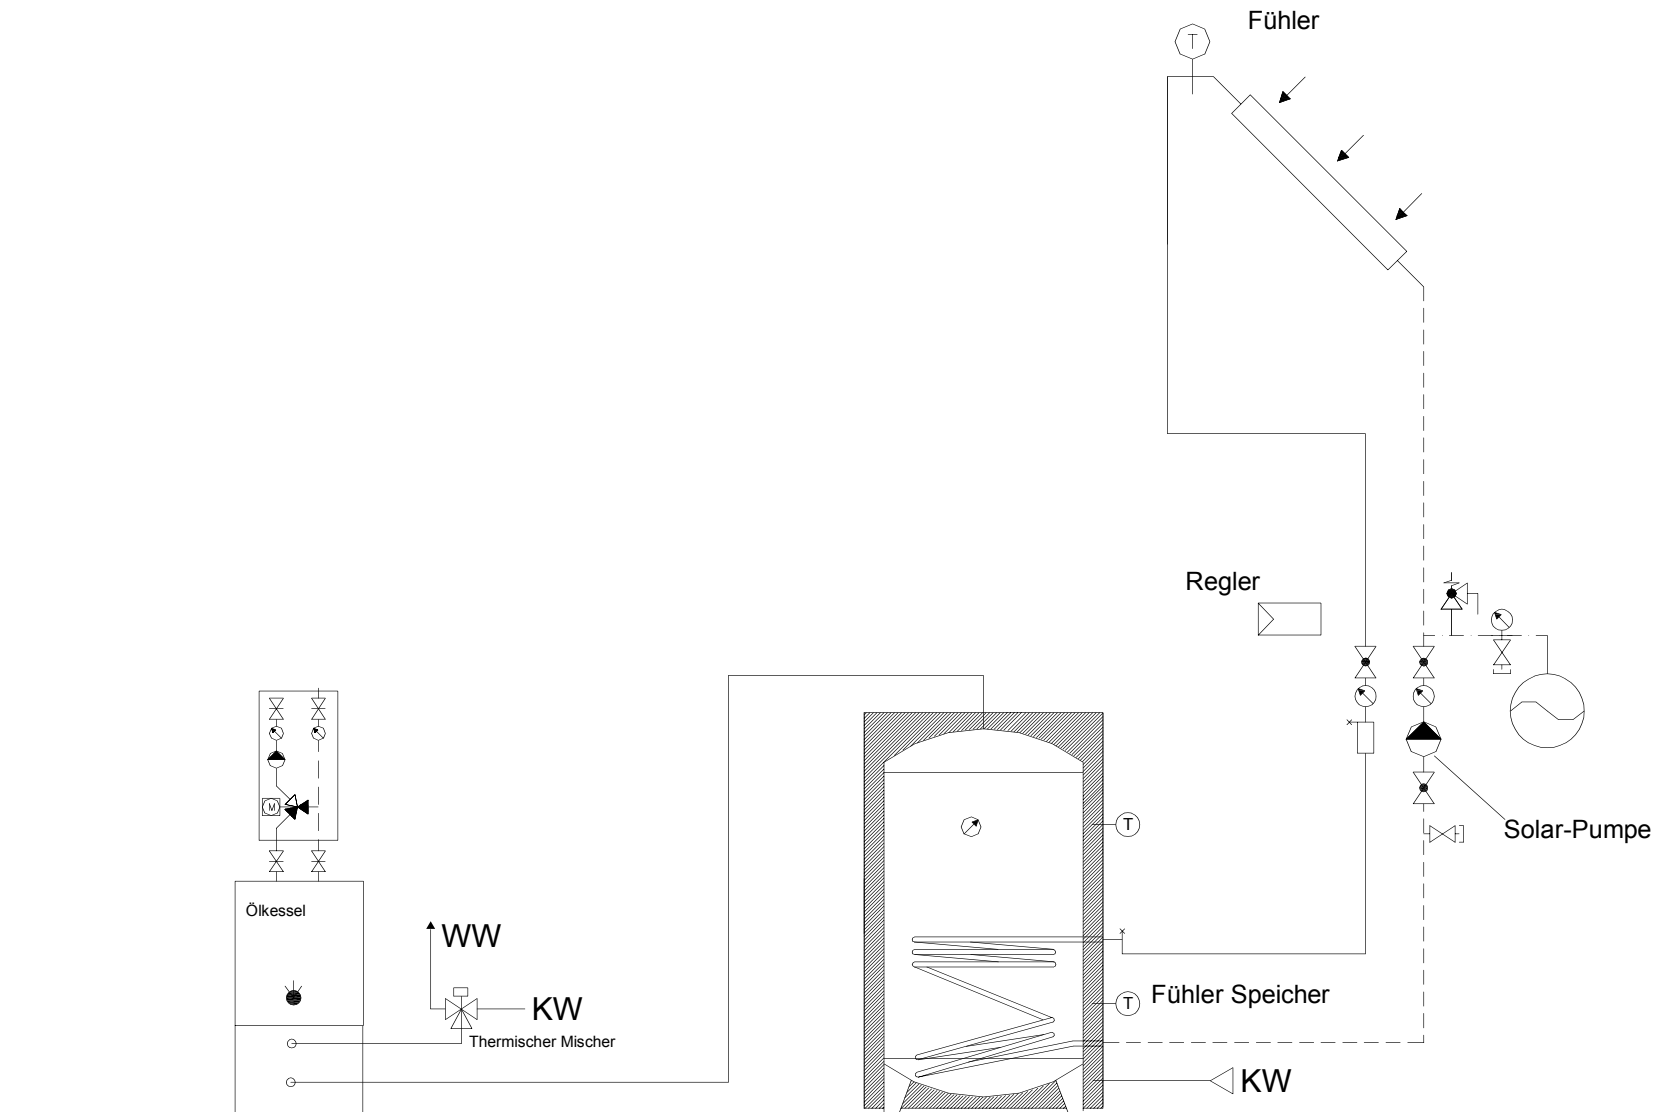 Fühler
T
Regler
M
T
Solar-Pumpe
Ölkessel
WW
KW
Thermischer Mischer
T
Fühler Speicher
KW